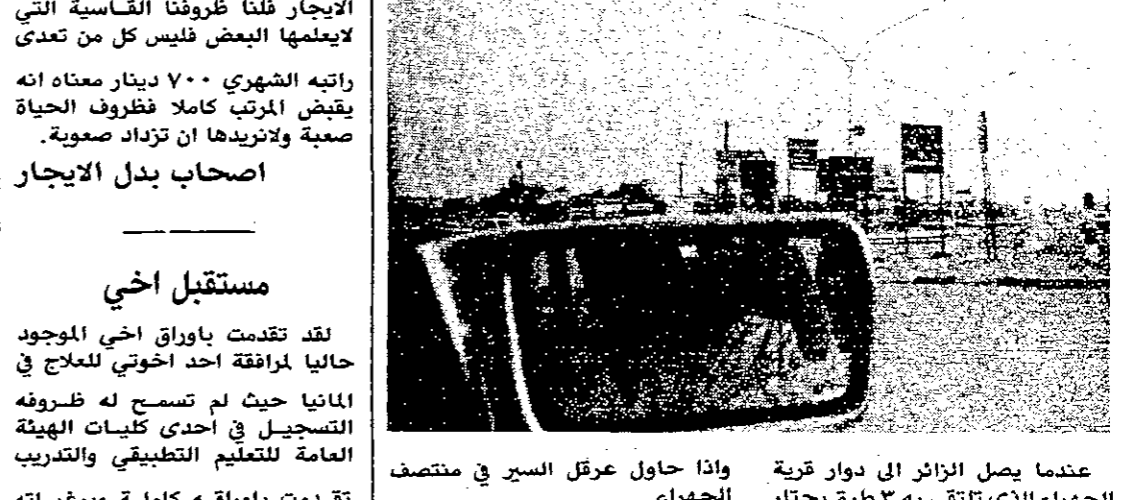 الايجار فلنا ظروفنا القاسية التي
لايعلمها البعض فليس كل من تعدى
راتبه الشهري ٧٠٠ دينار معناه انه
يقبض المرتب كاملا فظروف الحياة
صعبة ولانريدها ان تزداد صعوبة.
اصحاب بدل الايجار
مستقبل اخي
لقد تقدمت باوراق اخي الموجود
حاليا لمرافقة احد اخوتي للعلاج في
المانيا حيث لم تسمح له ظروفه
التسجيل في احدى كليات الهيئة
العامة للتعليم التطبيقي والتدريب
عندما يصل الزائر الى دوار قرية
واذا حاول عرقل السير في منتصف